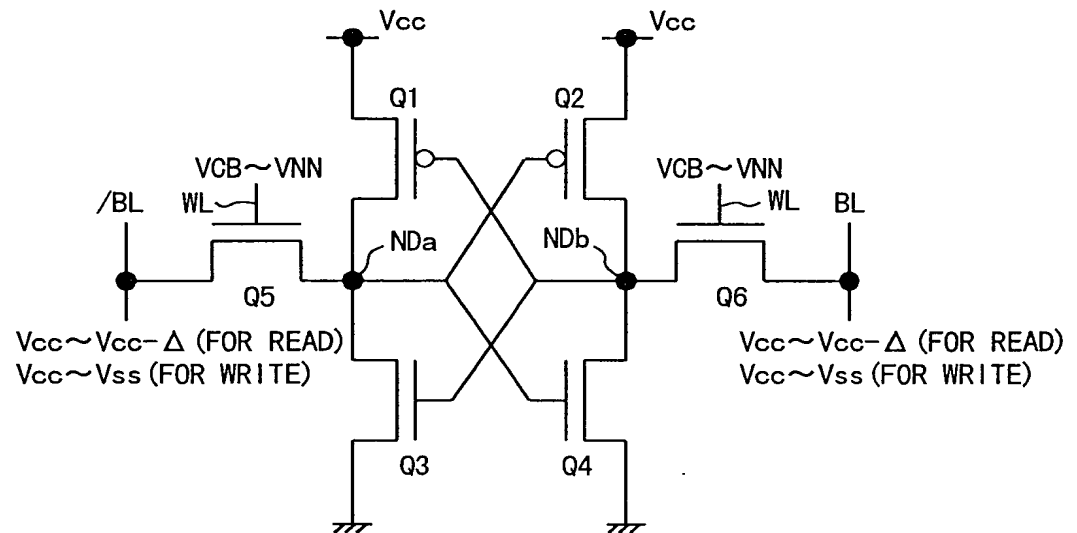 Vcc
Vcc
Q1
Q2
VCB~VNN
VCB~VNN
/BL
WL
WL
BL
NDa
NDb
Q5
Q6
Vcc~Vcc-Δ (FOR READ)
Vcc~Vss (FOR WRITE)
Vcc~Vcc-Δ (FOR READ)
Vcc~Vss (FOR WRITE)
Q3
Q4